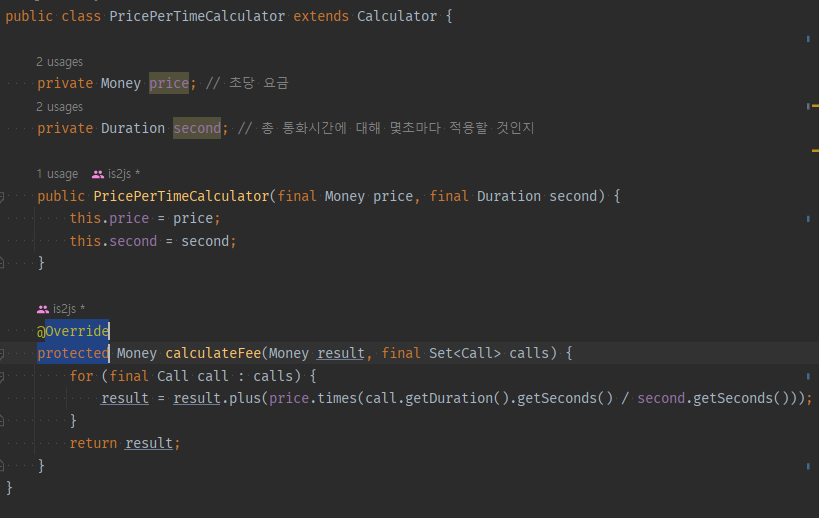 public class PricePerTimeCalculator extends Calculator {
2 usages
private Money price; // 초당 요금
2 usages
private Duration second; // 총 통화시간에 대해 몇초마다 적용할 것인지
1 usage is2js *
public PricePerTimeCalculator(final Money price, final Duration second) {
this.price = price;
this.second = second;
}
is2js *
@Override
protected Money calculateFee(Money result, final Set<Call> calls) {
for (final Call call : calls) {
result = result.plus(price.times(call.getDuration().getSeconds() / second.getSeconds()));
}
return result;
}
}